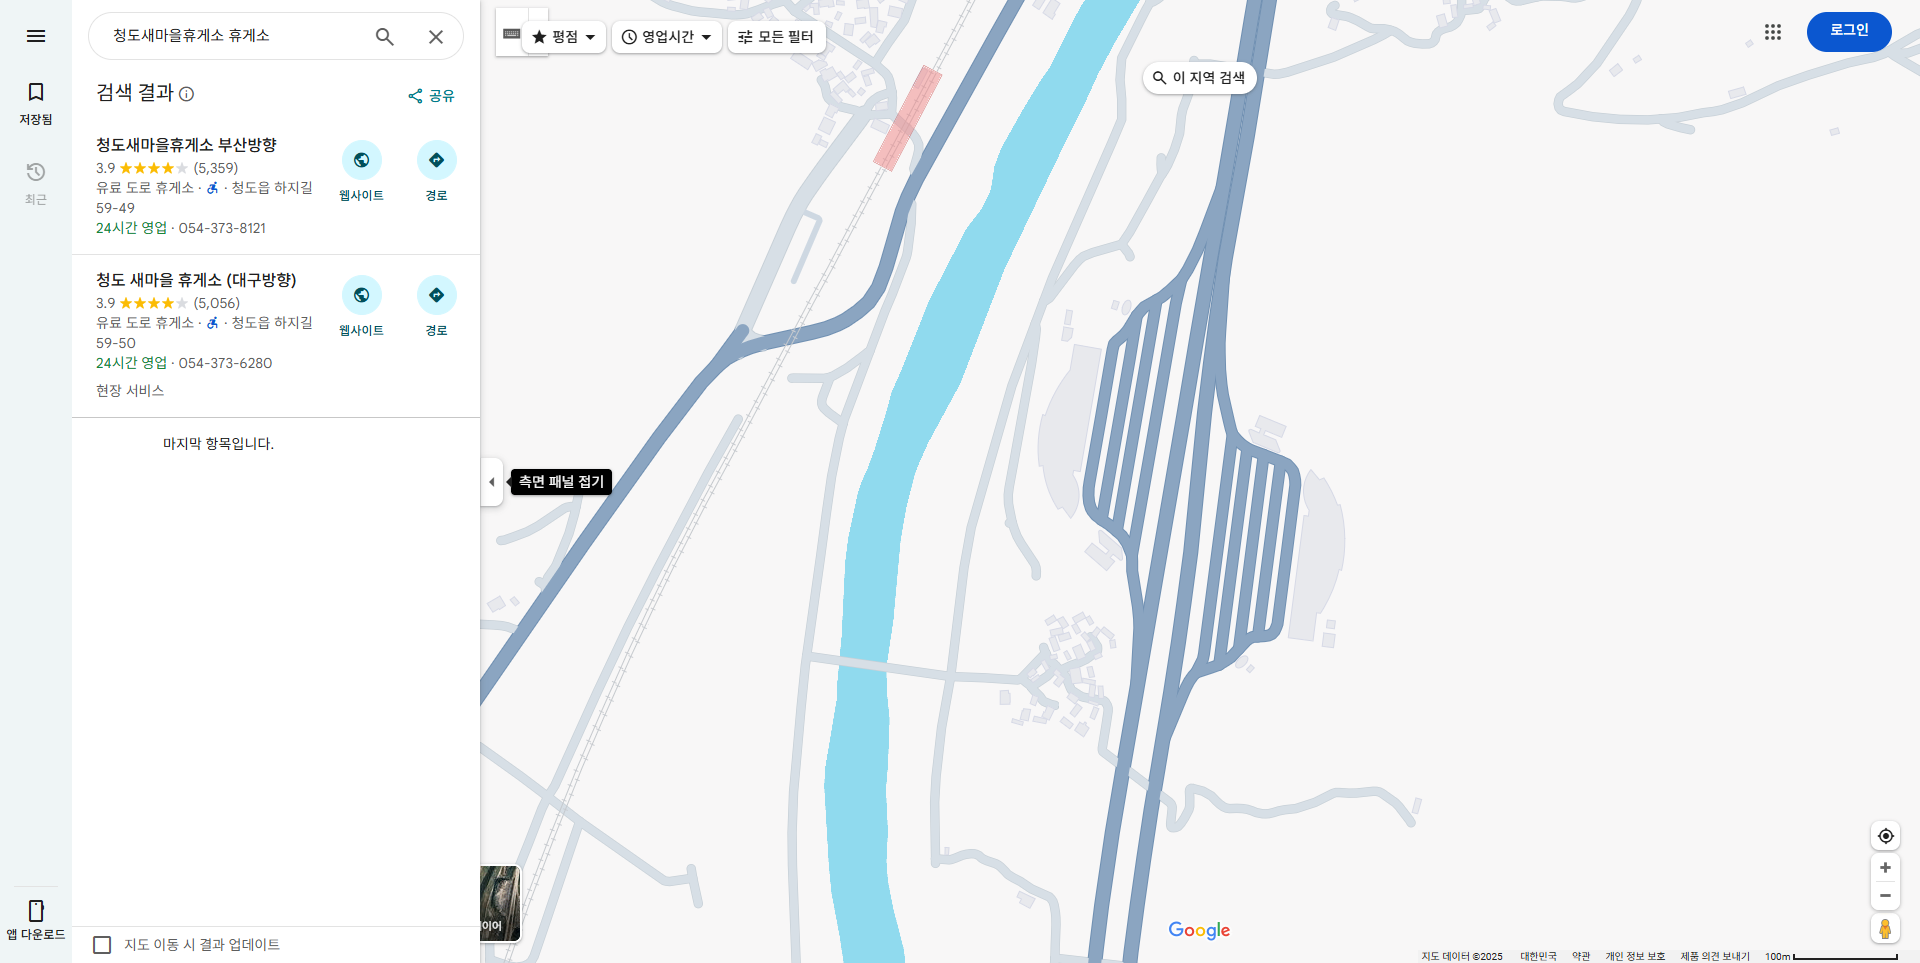 청도새마을휴게소 휴게소
검색 결과
공유
저장됨
최근
앱 다운로드
청도새마을휴게소 부산방향
3.9 (5,359)
유료 도로 휴게소 · · 청도읍 하지길
59-49
24시간 영업 · 054-373-8121
웹사이트
경로
청도 새마을 휴게소 (대구방향)
3.9 (5,056)
유료 도로 휴게소 · · 청도읍 하지길
59-50
24시간 영업 · 054-373-6280
현장 서비스
웹사이트
경로
마지막 항목입니다.
지도 이동 시 결과 업데이트
평점
영업시간
모든 필터
이 지역 검색
로그인
측면 패널 접기
이어
Google
지도 데이터 ©2025 대한민국 약관 개인 정보 보호 제품 의견 보내기 100m